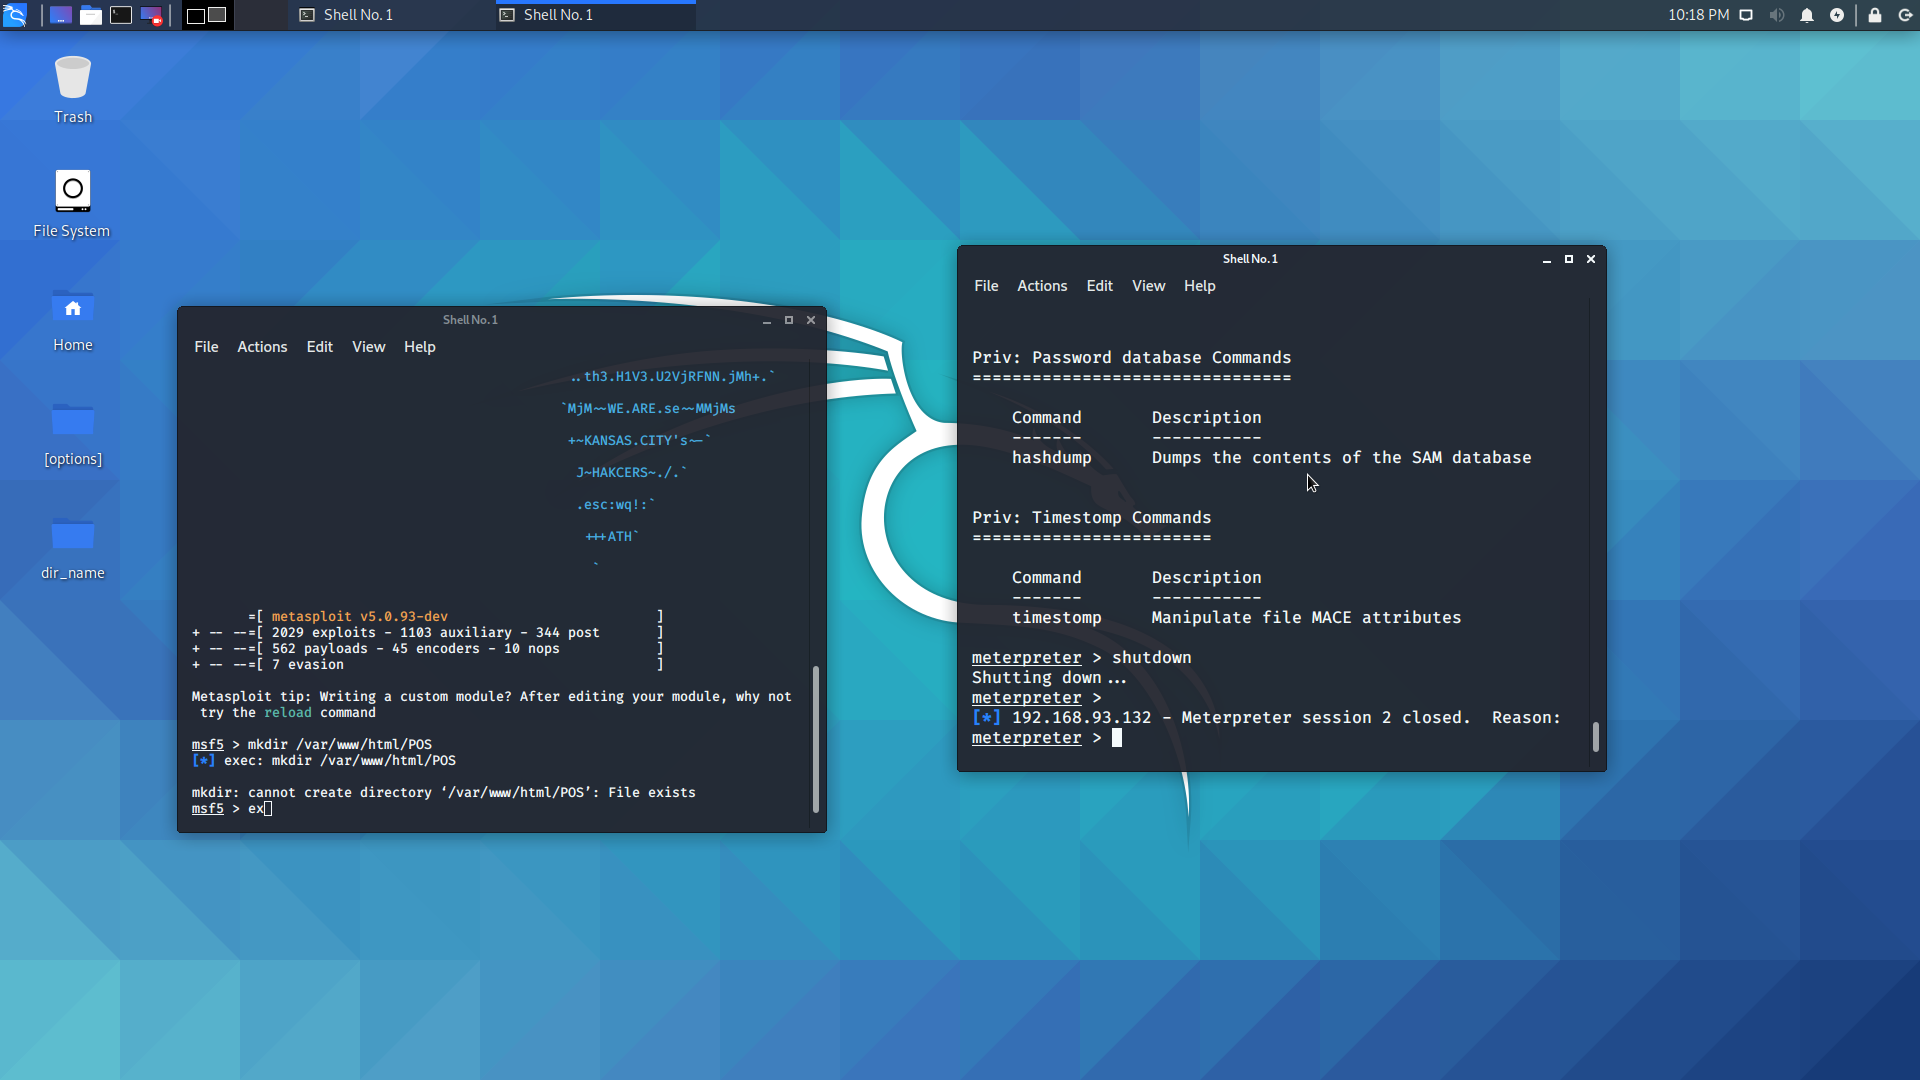 Shell No. 1
Shell No. 1
10:18 PM
Trash
File System
Home
[options]
dir_name
Shell No.1
File Actions Edit View Help
..th3.H1V3.U2VjRFNN.jMh+.`
`MjM~~WE.ARE.se~~MMjMs
+~KANSAS.CITY's~-`
J~HAKCERS~./.`
.esc:wq!:`
+++ATH`
`
=[ metasploit v5.0.93-dev ]
+ -- --=[ 2029 exploits - 1103 auxiliary - 344 post ]
+ -- --=[ 562 payloads - 45 encoders - 10 nops ]
+ -- --=[ 7 evasion ]
Metasploit tip: Writing a custom module? After editing your module, why not
try the reload command
msf5 > mkdir /var/www/html/POS
[*] exec: mkdir /var/www/html/POS
mkdir: cannot create directory ‘/var/www/html/POS’: File exists
msf5 > ex
Shell No.1
File Actions Edit View Help
Priv: Password database Commands
================================
Command Description
------- -----------
hashdump Dumps the contents of the SAM database
Priv: Timestomp Commands
========================
Command Description
------- -----------
timestomp Manipulate file MACE attributes
meterpreter > shutdown
Shutting down...
meterpreter >
[*] 192.168.93.132 - Meterpreter session 2 closed. Reason:
meterpreter >